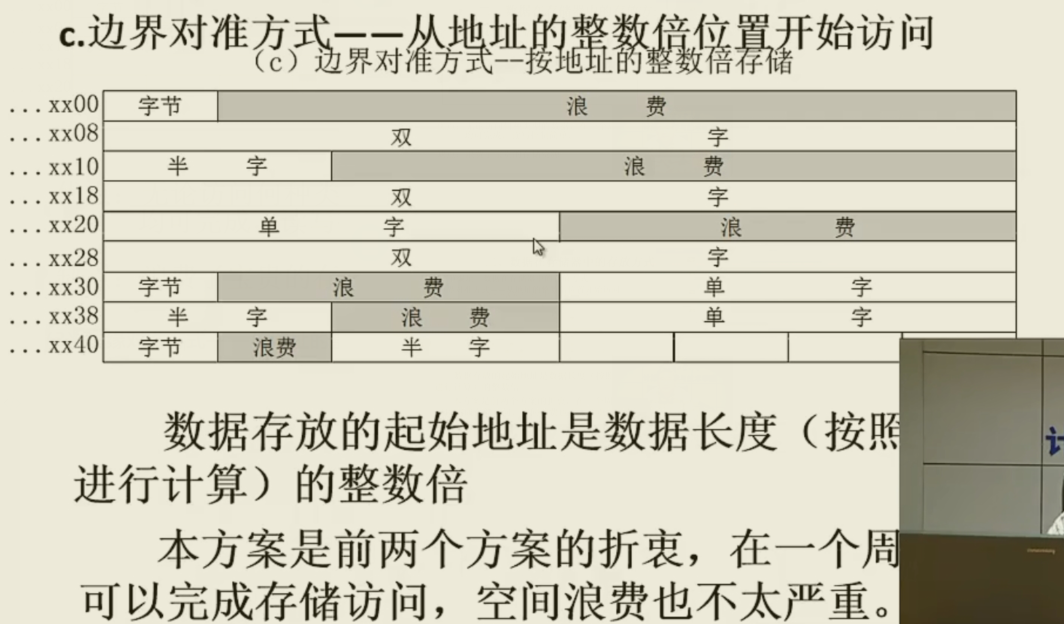 c.边界对准方式——从地址的整数倍位置开始访问
（c）边界对准方式--按地址的整数倍存储
...xx00 字节 浪 费
...xx08 双 字
...xx10 半 字 浪 费
...xx18 双 字
...xx20 单 字 浪 费
...xx28 双 字
...xx30 字节 浪 费 单 字
...xx38 半 字 浪 费 单 字
...xx40 字节 浪费 半 字
数据存放的起始地址是数据长度（按照
进行计算）的整数倍
本方案是前两个方案的折衷，在一个周
可以完成存储访问，空间浪费也不太严重。